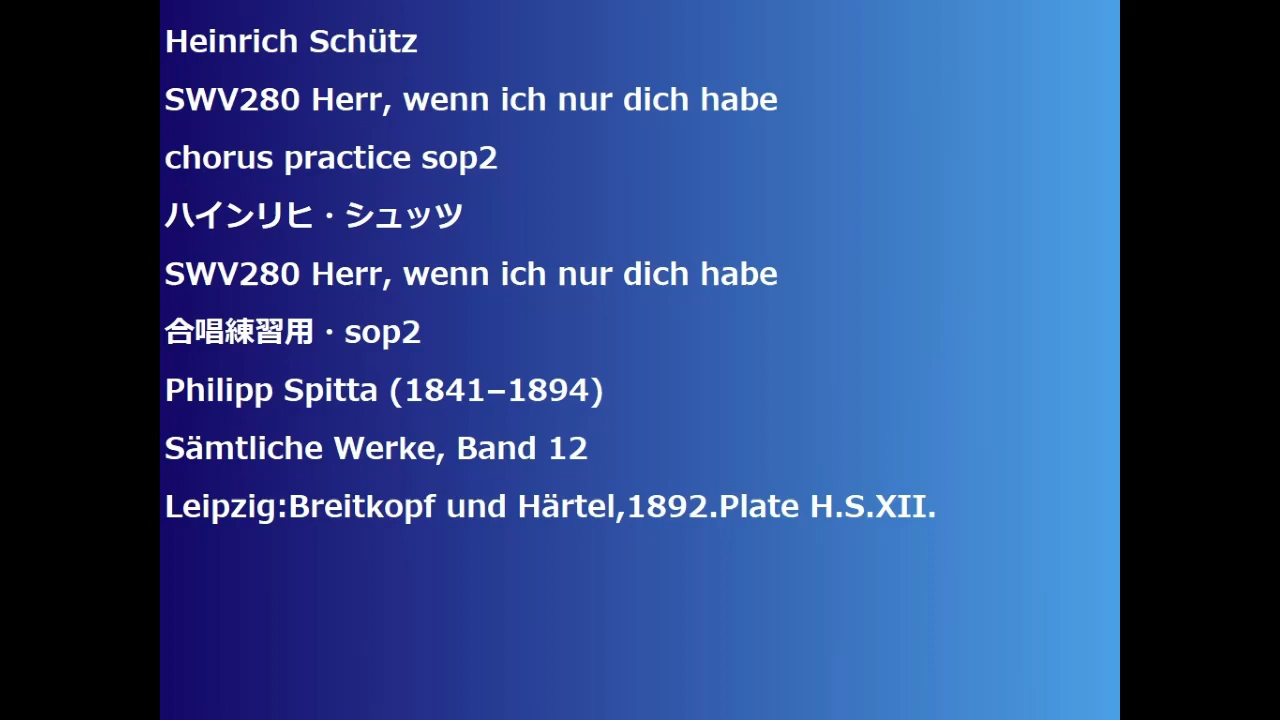 Heinrich Schütz
SWV280 Herr, wenn ich nur dich habe
chorus practice sop2
ハインリヒ・シュッツ
SWV280 Herr, wenn ich nur dich habe
合唱練習用・sop2
Philipp Spitta (1841–1894)
Sämtliche Werke, Band 12
Leipzig:Breitkopf und Härtel,1892.Plate H.S.XII.